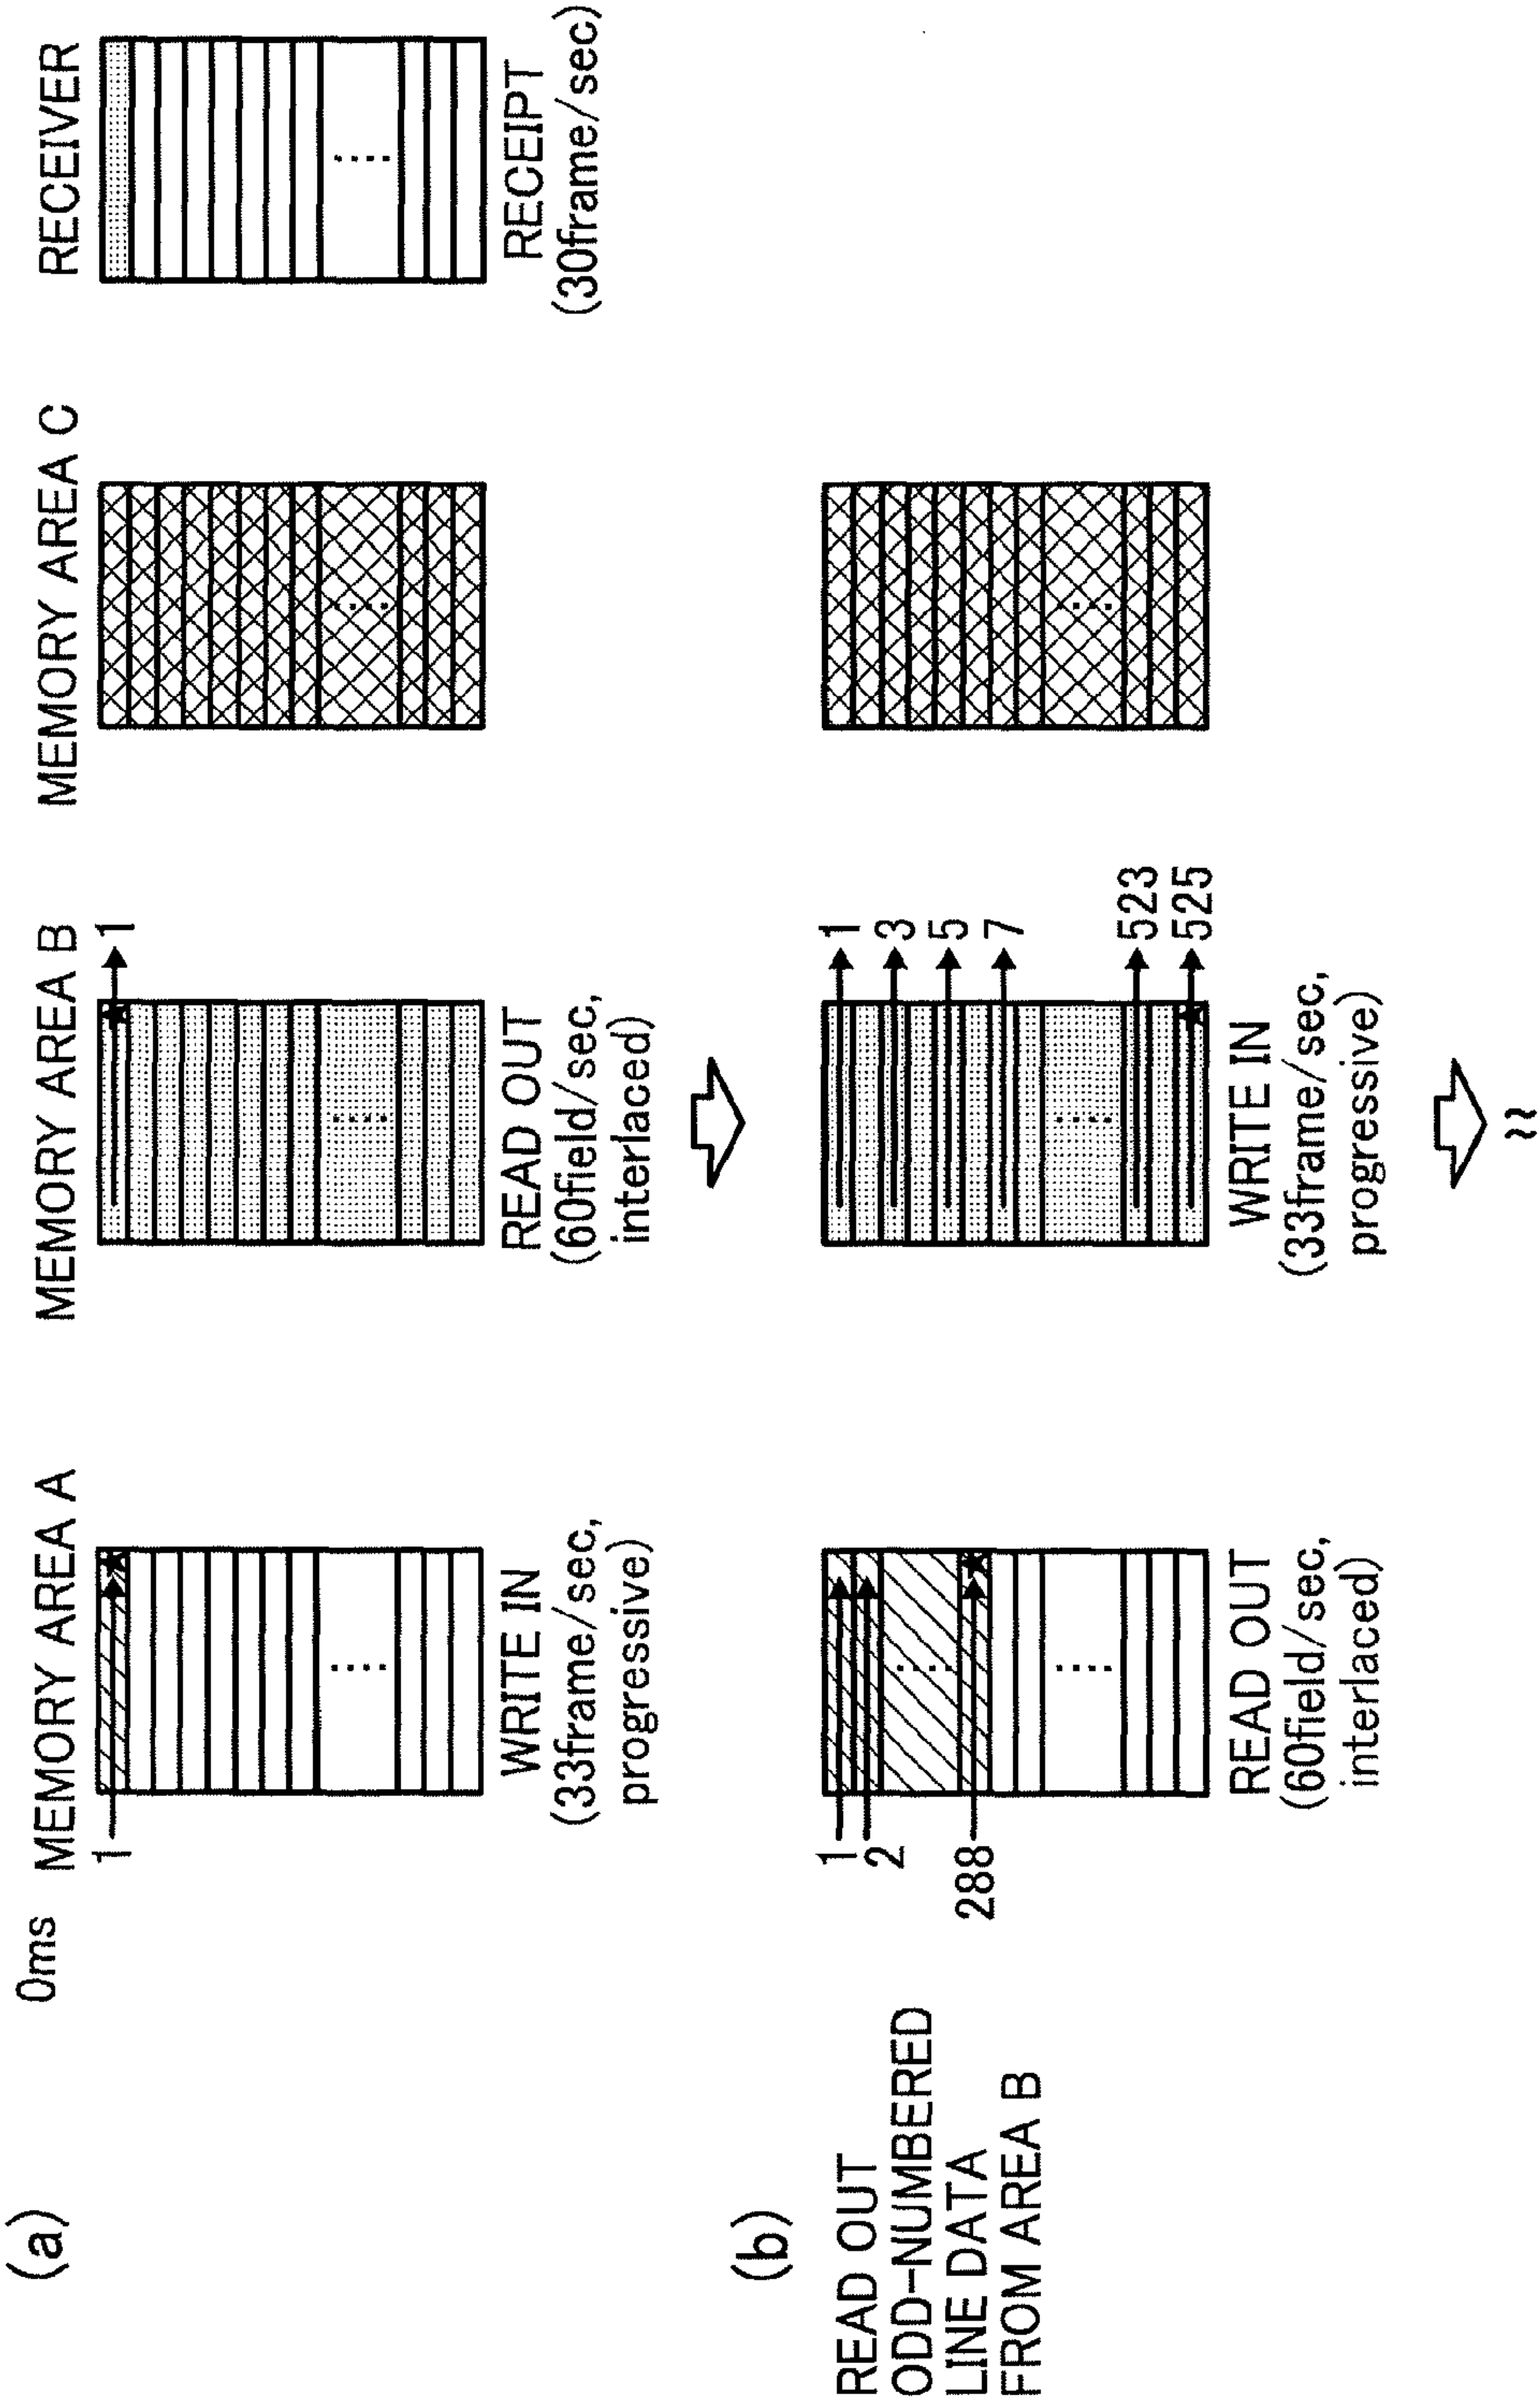 (a)
0ms
MEMORY AREA A
MEMORY AREA B
MEMORY AREA C
RECEIVER
1
1
WRITE IN
(33frame/sec,
progressive)
READ OUT
(60field/sec,
interlaced)
RECEIPT
(30frame/sec)
(b)
READ OUT
ODD-NUMBERED
LINE DATA
FROM AREA B
1
2
288
1
3
5
7
523
525
READ OUT
(60field/sec,
interlaced)
WRITE IN
(33frame/sec,
progressive)
≈